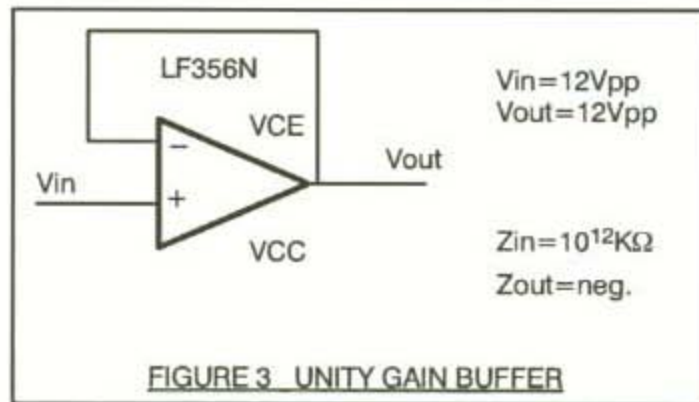 LF356N
Vin=12Vpp
Vout=12Vpp
VCE
−
Vout
Vin
+
VCC
Zin=10¹²KΩ
Zout=neg.
FIGURE 3 UNITY GAIN BUFFER